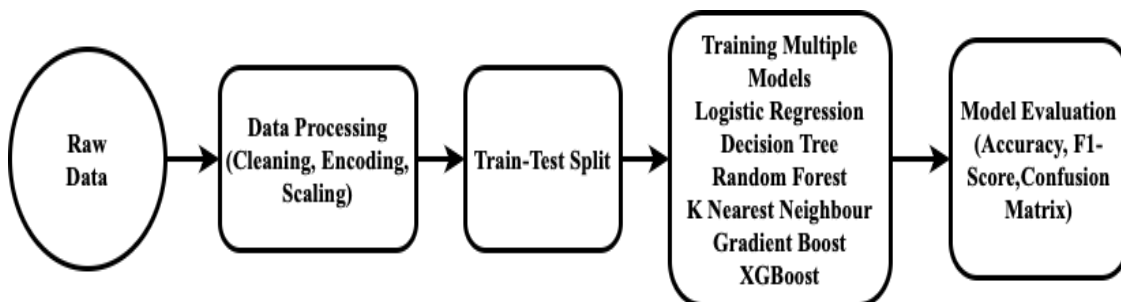 Raw
Data
Data Processing
(Cleaning, Encoding,
Scaling)
Train-Test Split
Training Multiple
Models
Logistic Regression
Decision Tree
Random Forest
K Nearest Neighbour
Gradient Boost
XGBoost
Model Evaluation
(Accuracy, F1-
Score,Confusion
Matrix)